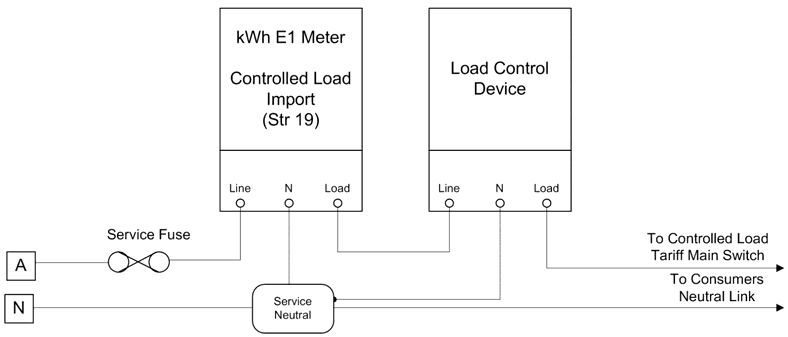 kWh E1 Meter
Controlled Load
Import
(Str 19)
Load Control
Device
Line
N
Load
Line
N
Load
Service Fuse
A
To Controlled Load
Tariff Main Switch
To Consumers
Neutral Link
N
Service
Neutral